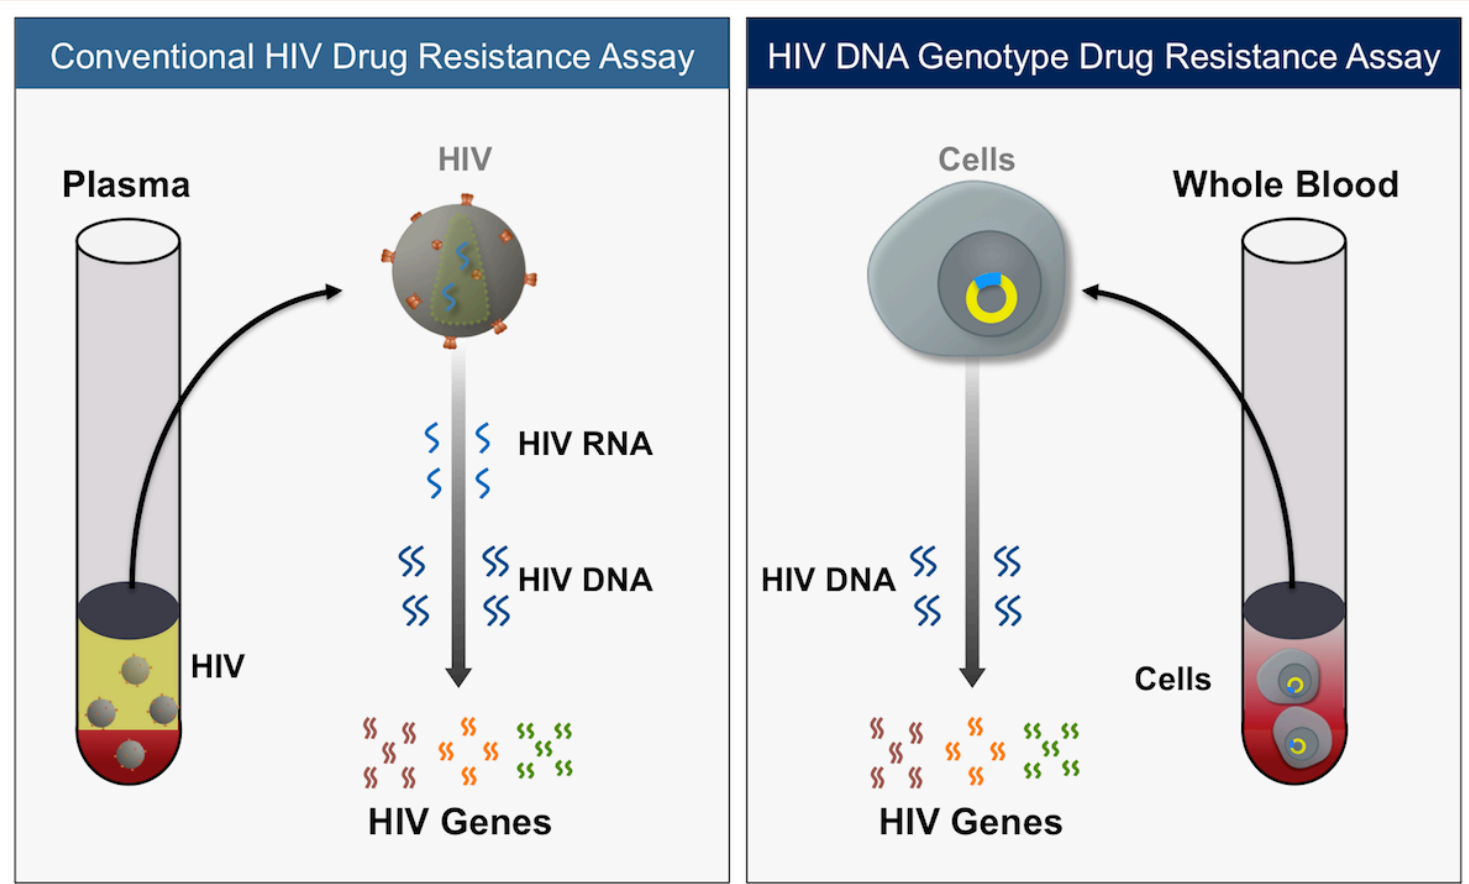 Conventional HIV Drug Resistance Assay
Plasma
HIV
HIV RNA
HIV DNA
HIV
HIV Genes
HIV DNA Genotype Drug Resistance Assay
Cells
Whole Blood
HIV DNA
Cells
HIV Genes